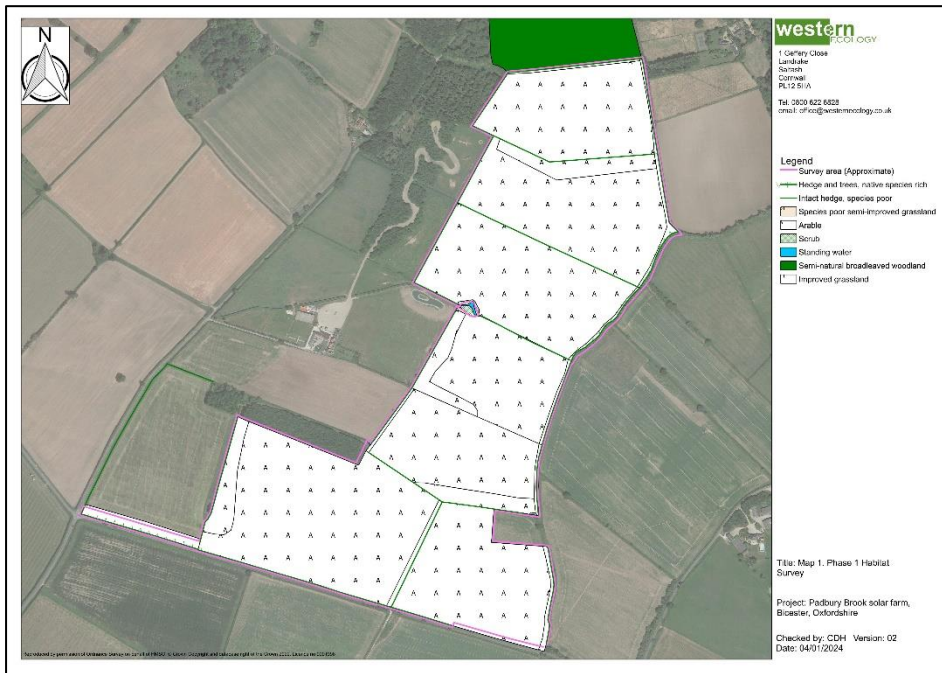 N
western
ECOLOGY
1 Geffery Close
Landrake
Saltash
Cornwall
Tel: 0800 622 6828
email: office@westernecology.co.uk
Legend
Survey area (Approximate)
Hedge and trees, native species rich
Intact hedge, species poor
Species poor semi-improved grassland
Arable
Scrub
Standing water
Semi-natural broadleaved woodland
Improved grassland
Title: Map 1. Phase 1 Habitat
Survey
Project: Padbury Brook solar farm,
Bicester, Oxfordshire
Checked by: CDH Version: 02
Date: 04/01/2024